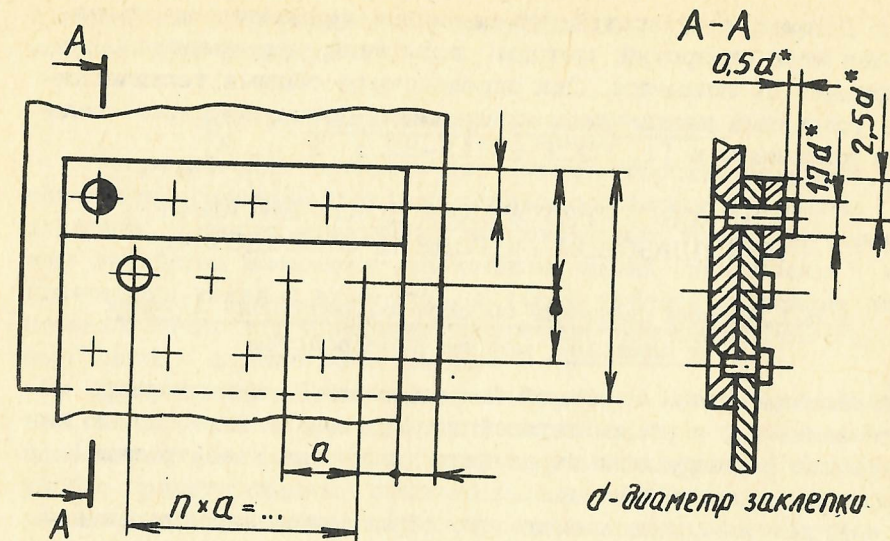 A
А-А
0,5d*
1,7d*
2,5d*
a
n×a=...
A
d-диаметр заклепки